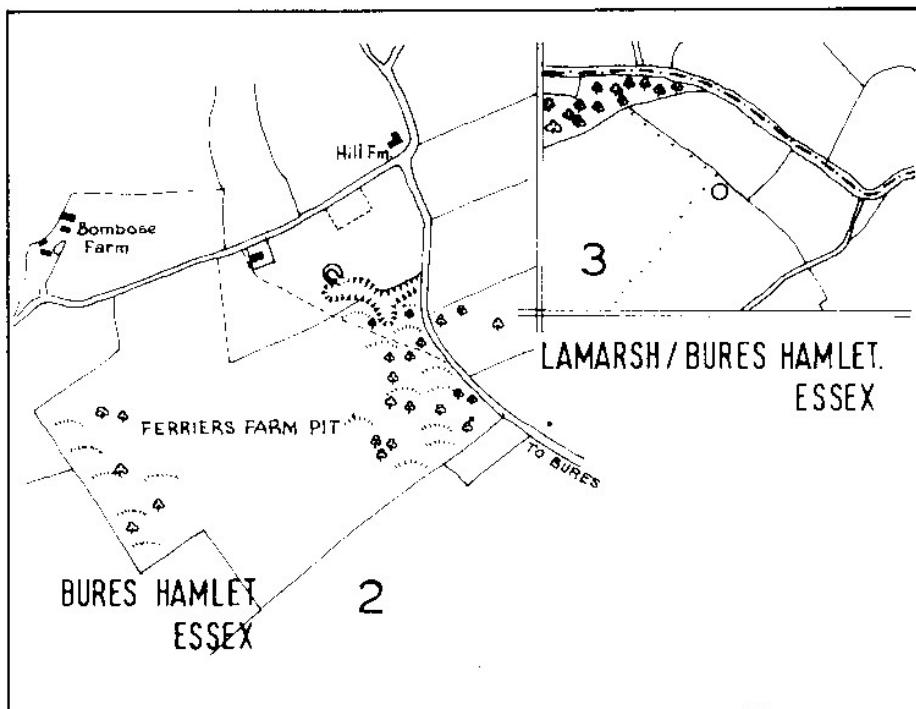 Hill Fm.
Bombose
Farm
3
LAMARSH / BURES HAMLET.
ESSEX
FERRIERS FARM PIT
TO BURES
BURES HAMLET
ESSEX
2